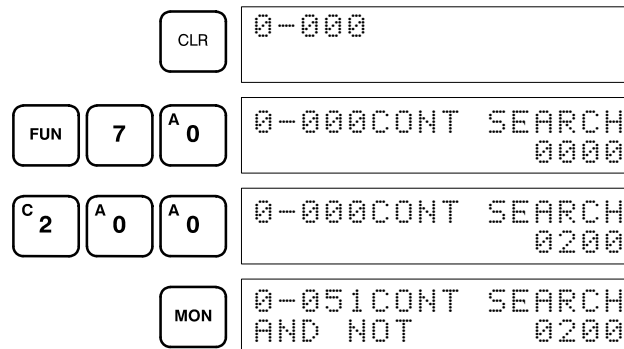 CLR 0-000
FUN 7 A 0 0-000CONT SEARCH
0000
C 2 A 0 A 0 0-000CONT SEARCH
0200
MON 0-051CONT SEARCH
AND NOT 0200